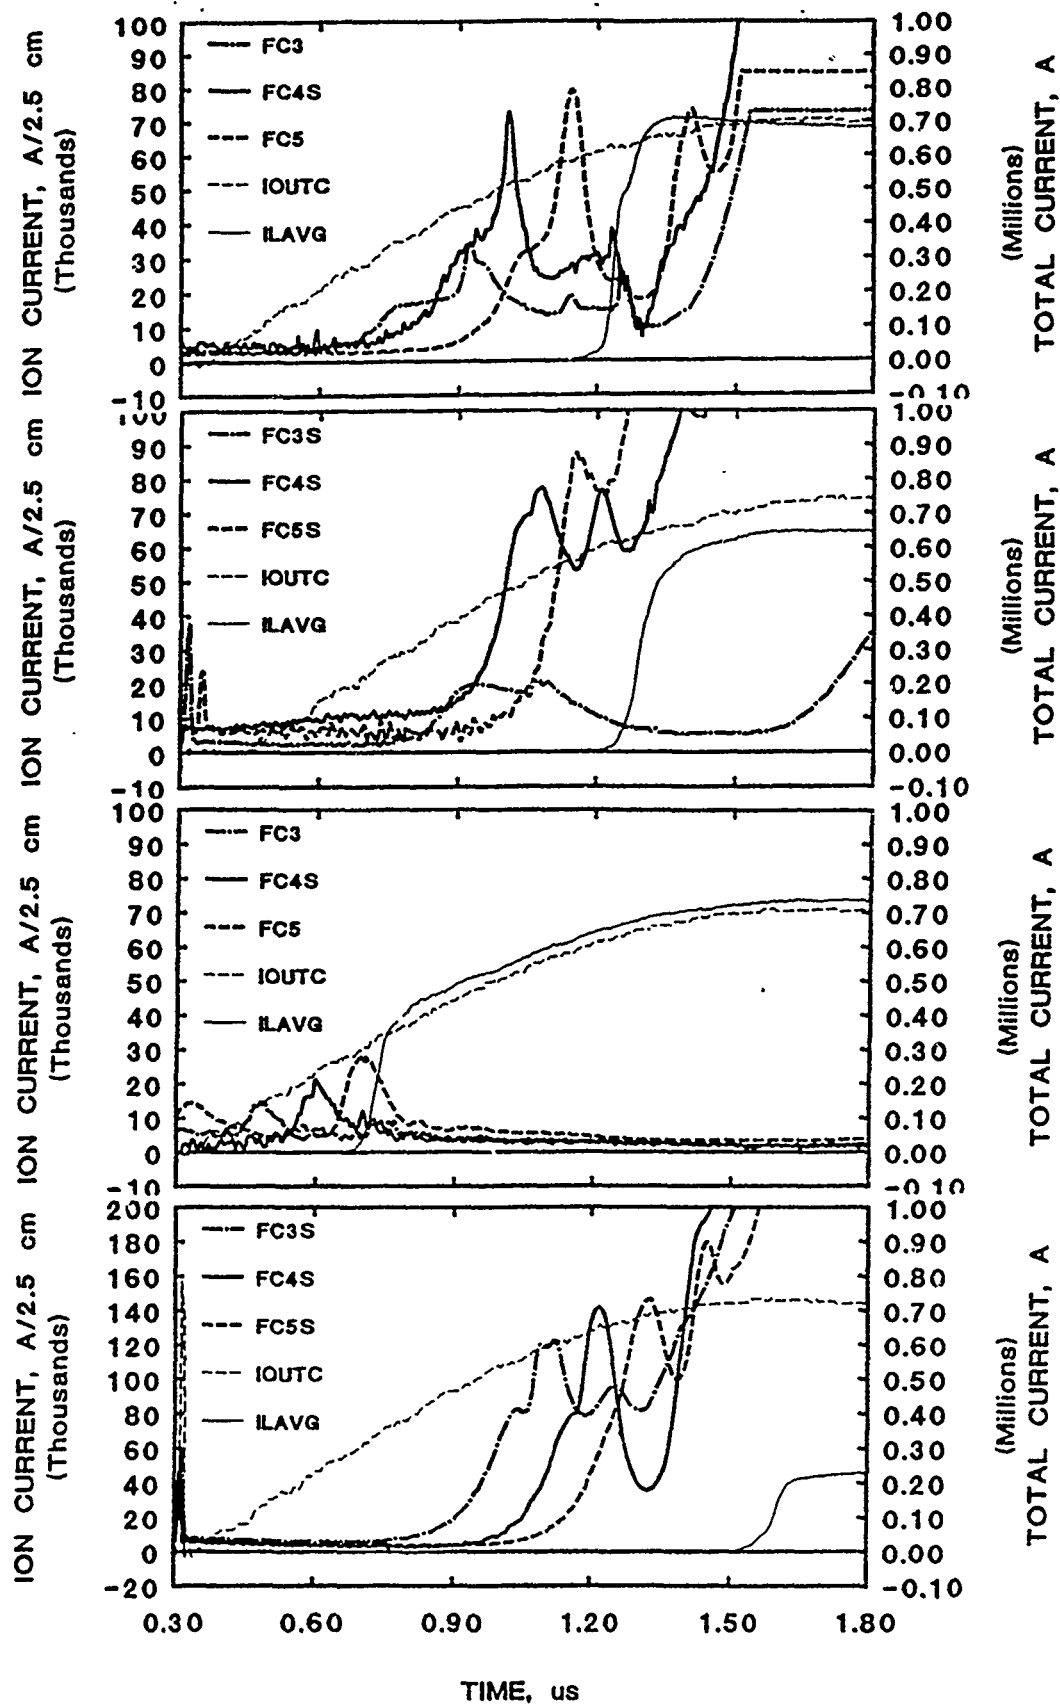 ION CURRENT, A/2.5 cm
(Thousands)
100
90
80
70
60
50
40
30
20
10
0
-10
FC3
FC4S
FC5
IOUTC
ILAVG
1.00
0.90
0.80
0.70
0.60
0.50
0.40
0.30
0.20
0.10
0.00
-0.10
TOTAL CURRENT, A
(Millions)
ION CURRENT, A/2.5 cm
(Thousands)
100
90
80
70
60
50
40
30
20
10
0
-10
FC3S
FC4S
FC5S
IOUTC
ILAVG
1.00
0.90
0.80
0.70
0.60
0.50
0.40
0.30
0.20
0.10
0.00
-0.10
TOTAL CURRENT, A
(Millions)
ION CURRENT, A/2.5 cm
(Thousands)
100
90
80
70
60
50
40
30
20
10
0
-10
FC3
FC4S
FC5
IOUTC
ILAVG
1.00
0.90
0.80
0.70
0.60
0.50
0.40
0.30
0.20
0.10
0.00
-0.10
TOTAL CURRENT, A
(Millions)
ION CURRENT, A/2.5 cm
(Thousands)
200
180
160
140
120
100
80
60
40
20
0
-20
FC3S
FC4S
FC5S
IOUTC
ILAVG
1.00
0.90
0.80
0.70
0.60
0.50
0.40
0.30
0.20
0.10
0.00
-0.10
TOTAL CURRENT, A
(Millions)
0.30 0.60 0.90 1.20 1.50 1.80
TIME, us